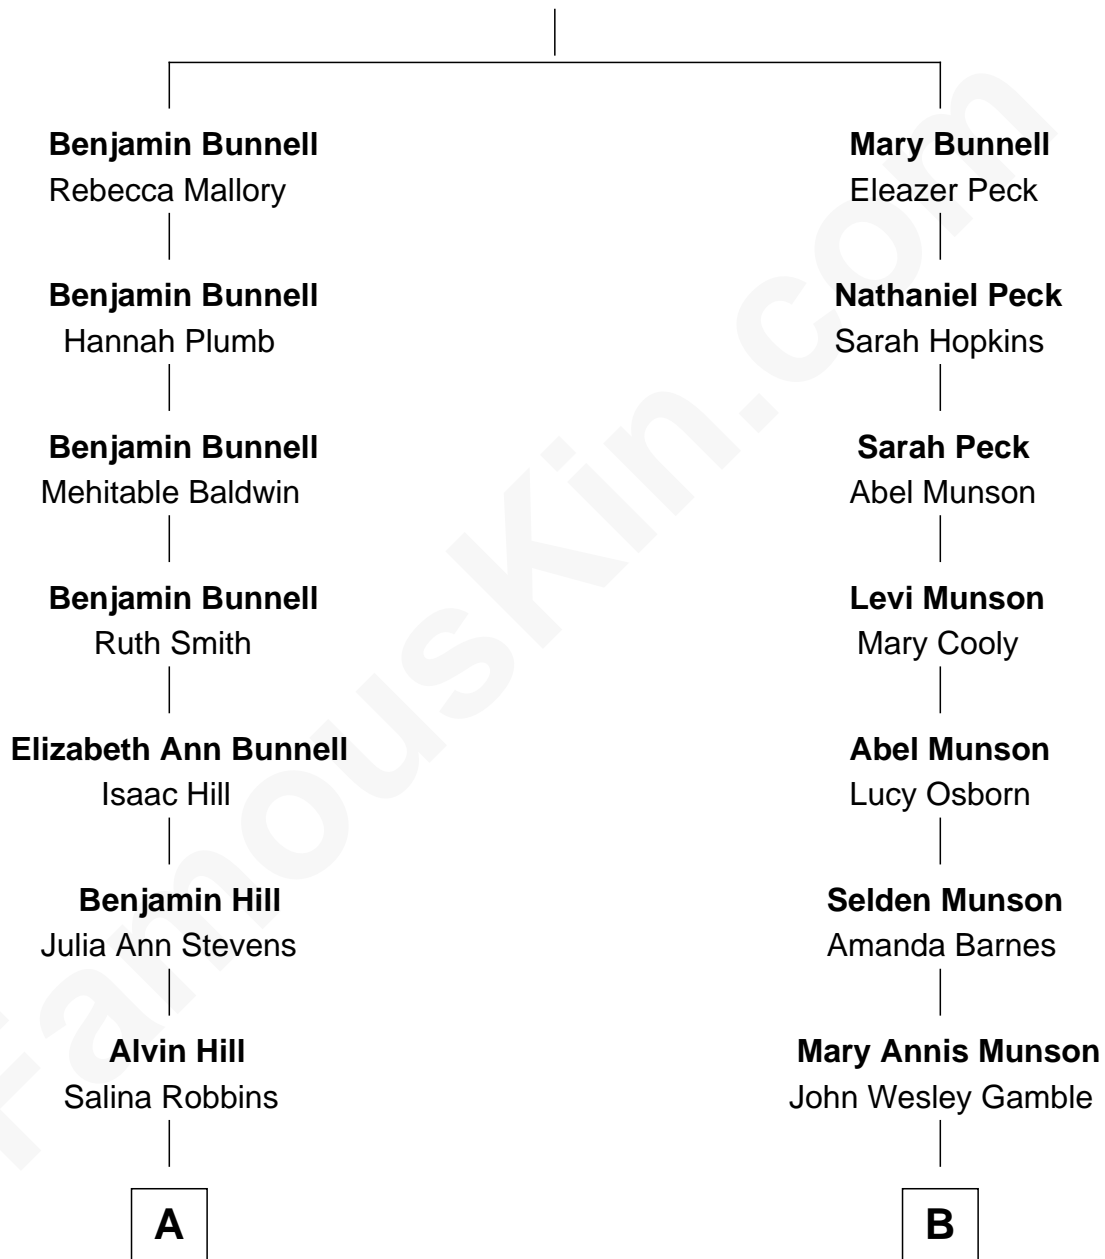 Benjamin Bunnell
Rebecca Mallory
Mary Bunnell
Eleazer Peck
Benjamin Bunnell
Hannah Plumb
Nathaniel Peck
Sarah Hopkins
Benjamin Bunnell
Mehitable Baldwin
Sarah Peck
Abel Munson
Benjamin Bunnell
Ruth Smith
Levi Munson
Mary Cooly
Elizabeth Ann Bunnell
Isaac Hill
Abel Munson
Lucy Osborn
Benjamin Hill
Julia Ann Stevens
Selden Munson
Amanda Barnes
Alvin Hill
Salina Robbins
Mary Annis Munson
John Wesley Gamble
A
B
FamousKin.com